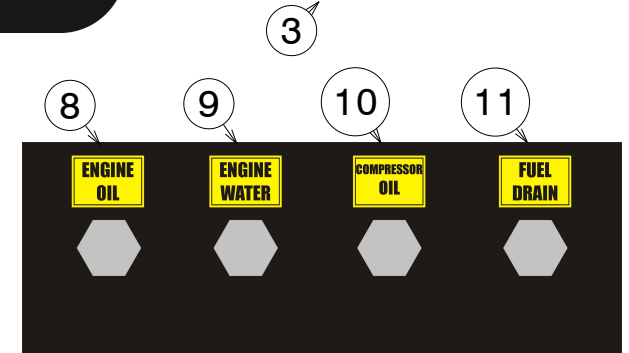 3
8
9
10
11
ENGINE
OIL
ENGINE
WATER
COMPRESSOR
OIL
FUEL
DRAIN